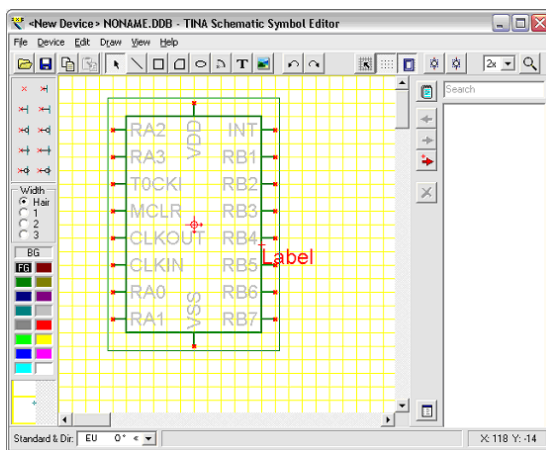 <New Device> NONAME.DDB - TINA Schematic Symbol Editor
File Device Edit Draw View Help
T
2x
Search
Width
Hair
1
2
3
BG
FG
RA2
RA3
T0CKI
MCLR
CLKOUT
CLKIN
RA0
RA1
VDD
VSS
INT
RB1
RB2
RB3
RB4
RB5
RB6
RB7
Label
Standard & Dir: EU 0° <
X: 118 Y: -14